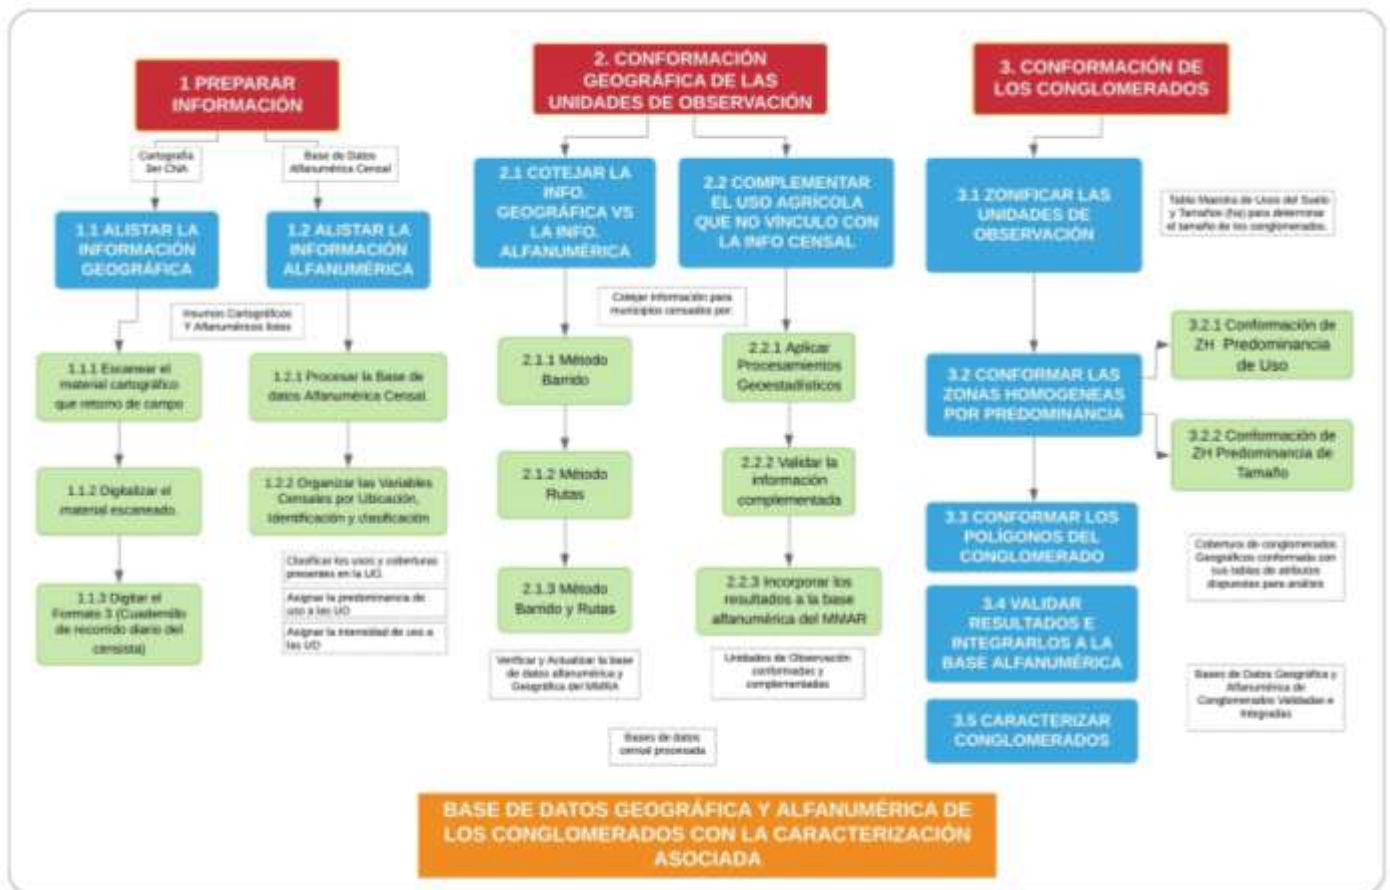 1 PREPARAR
INFORMACIÓN
Cartografía
3er CNA
Base de Datos
Alfanumérica Censal
1.1 ALISTAR LA
INFORMACIÓN
GEOGRÁFICA
1.2 ALISTAR LA
INFORMACIÓN
ALFANUMÉRICA
Insumos Cartográficos
Y Alfanuméricos listos
1.1.1 Escanear el
material cartográfico
que retorno de campo
1.2.1 Procesar la Base de
datos Alfanumérica Censal.
1.1.2 Digitalizar el
material escaneado.
1.2.2 Organizar las Variables
Censales por Ubicación,
Identificación y clasificación
1.1.3 Digitar el
Formato 3 (Cuadernillo
de recorrido diario del
censista)
Clasificar los usos y coberturas
presentes en la UO.
Asignar la predominancia de
uso a las UO
Asignar la intensidad de uso a
las UO
2. CONFORMACIÓN
GEOGRÁFICA DE LAS
UNIDADES DE OBSERVACIÓN
2.1 COTEJAR LA
INFO.
GEOGRÁFICA VS
LA INFO.
ALFANUMÉRICA
2.2 COMPLEMENTAR
EL USO AGRÍCOLA
QUE NO VÍNCULO CON
LA INFO CENSAL
Cotejar información para
municipios censados por:
2.1.1 Método
Barrido
2.2.1 Aplicar
Procesamientos
Geoestadísticos
2.1.2 Método
Rutas
2.2.2 Validar la
información
complementada
2.1.3 Método
Barrido y Rutas
2.2.3 Incorporar los
resultados a la base
alfanumérica del MMAR
Verificar y Actualizar la base
de datos alfanumérica y
Geográfica del MMRA
Unidades de Observación
conformadas y
complementadas
Bases de datos
censal procesada
3. CONFORMACIÓN DE
LOS CONGLOMERADOS
3.1 ZONIFICAR LAS
UNIDADES DE
OBSERVACIÓN
Tabla Maestra de Usos del Suelo
y Tamaños (ha) para determinar
el tamaño de los conglomerados.
3.2 CONFORMAR LAS
ZONAS HOMOGENEAS
POR PREDOMINANCIA
3.2.1 Conformación de
ZH Predominancia
de Uso
3.2.2 Conformación de
ZH Predominancia de
Tamaño
3.3 CONFORMAR LOS
POLÍGONOS DEL
CONGLOMERADO
Cobertura de conglomerados
Geográficos conformada con
sus tablas de atributos
dispuestas para análisis
3.4 VALIDAR
RESULTADOS E
INTEGRARLOS A LA
BASE ALFANUMÉRICA
Bases de Datos Geográfica y
Alfanumérica de
Conglomerados Validadas e
Integradas
3.5 CARACTERIZAR
CONGLOMERADOS
BASE DE DATOS GEOGRÁFICA Y ALFANUMÉRICA DE
LOS CONGLOMERADOS CON LA CARACTERIZACIÓN
ASOCIADA